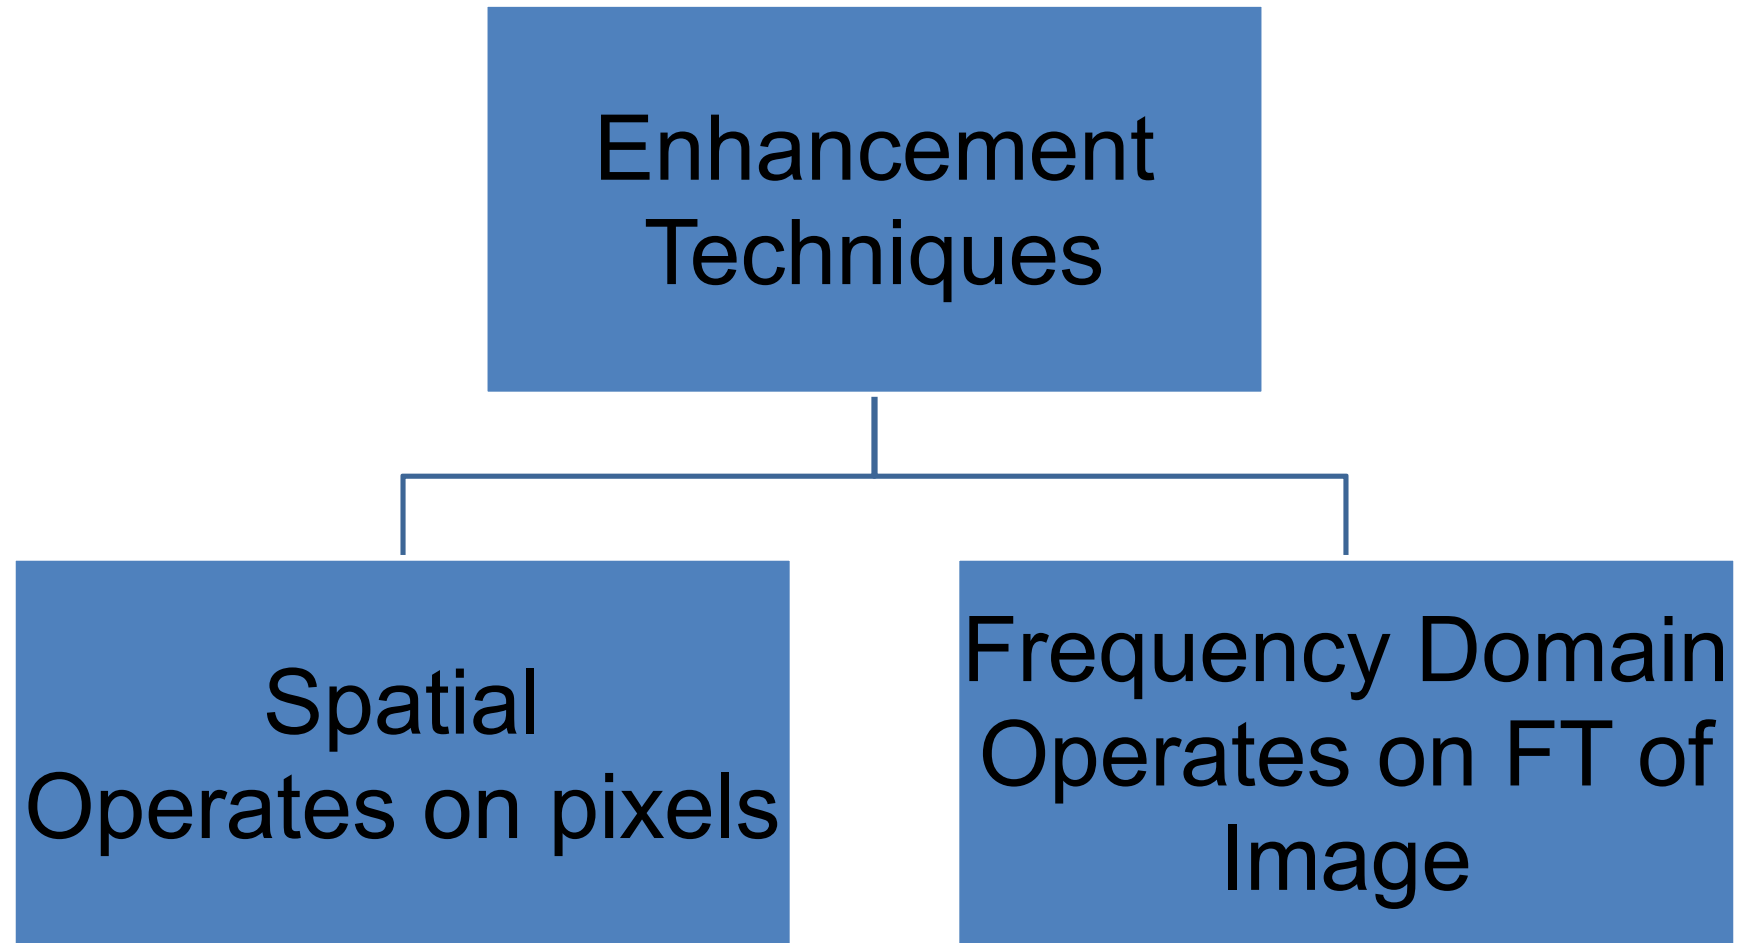 Enhancement
Techniques
Spatial
Operates on pixels
Frequency Domain
Operates on FT of
Image